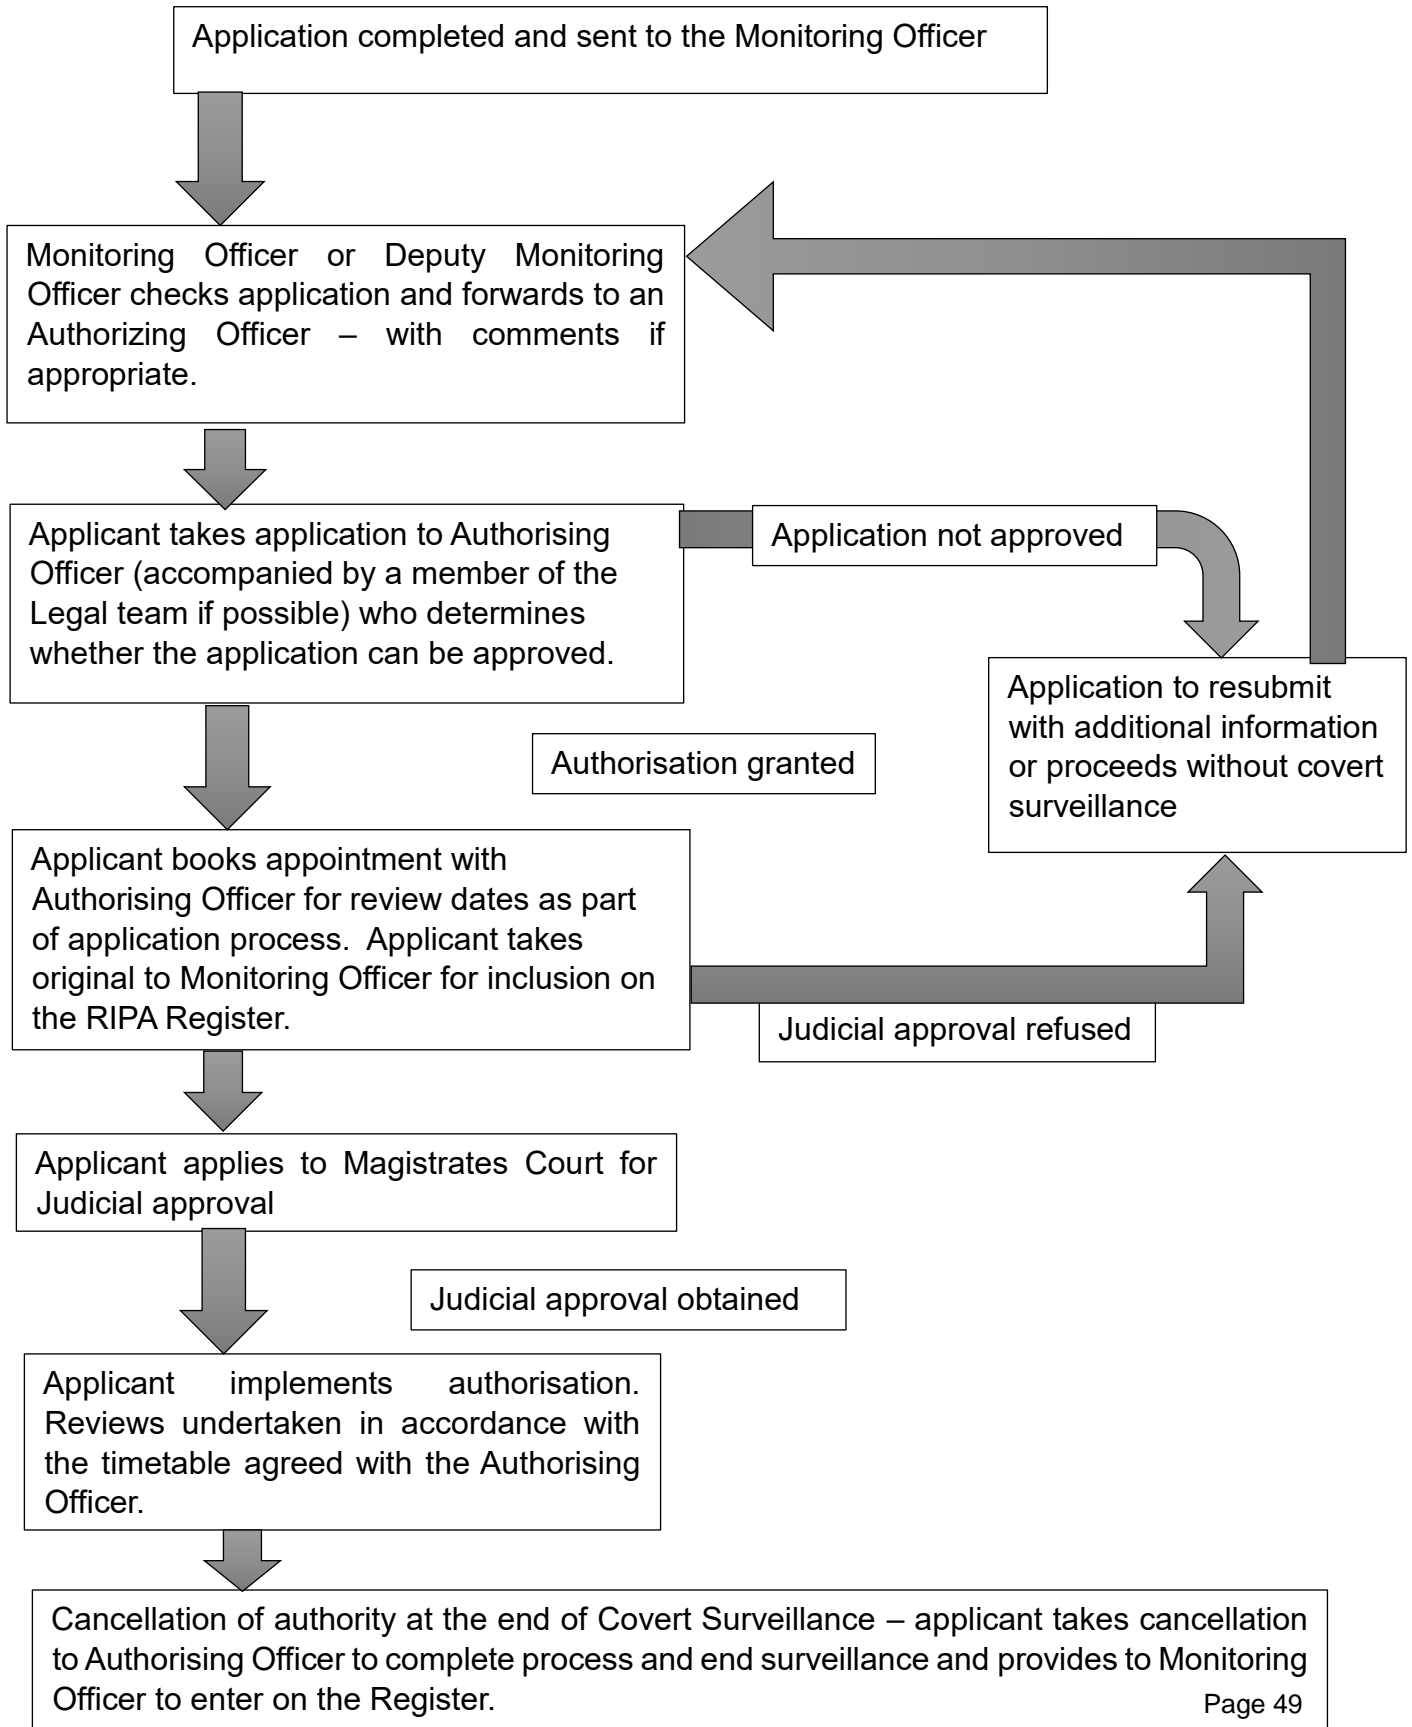 Application completed and sent to the Monitoring Officer
Monitoring Officer or Deputy Monitoring
Officer checks application and forwards to an
Authorizing Officer – with comments if
appropriate.
Applicant takes application to Authorising
Officer (accompanied by a member of the
Legal team if possible) who determines
whether the application can be approved.
Application not approved
Application to resubmit
with additional information
or proceeds without covert
surveillance
Authorisation granted
Applicant books appointment with
Authorising Officer for review dates as part
of application process. Applicant takes
original to Monitoring Officer for inclusion on
the RIPA Register.
Judicial approval refused
Applicant applies to Magistrates Court for
Judicial approval
Judicial approval obtained
Applicant implements authorisation.
Reviews undertaken in accordance with
the timetable agreed with the Authorising
Officer.
Cancellation of authority at the end of Covert Surveillance – applicant takes cancellation
to Authorising Officer to complete process and end surveillance and provides to Monitoring
Officer to enter on the Register.
Page 49